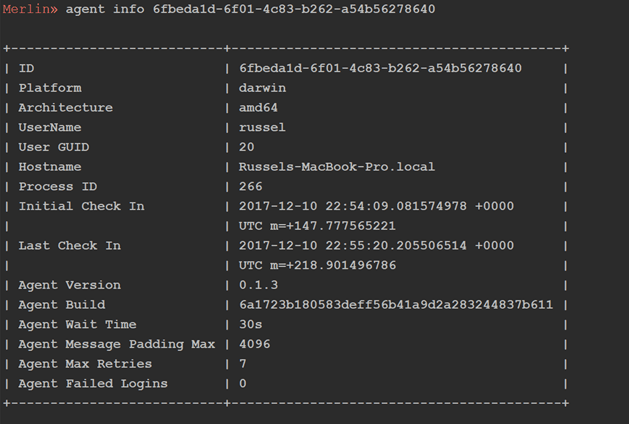 Merlin» agent info 6fbeda1d-6f01-4c83-b262-a54b56278640
+---------------------------+------------------------------------------+
| ID | 6fbeda1d-6f01-4c83-b262-a54b56278640 |
| Platform | darwin |
| Architecture | amd64 |
| UserName | russel |
| User GUID | 20 |
| Hostname | Russels-MacBook-Pro.local |
| Process ID | 266 |
| Initial Check In | 2017-12-10 22:54:09.081574978 +0000 |
| | UTC m=+147.777565221 |
| Last Check In | 2017-12-10 22:55:20.205506514 +0000 |
| | UTC m=+218.901496786 |
| Agent Version | 0.1.3 |
| Agent Build | 6a1723b180583deff56b41a9d2a283244837b611 |
| Agent Wait Time | 30s |
| Agent Message Padding Max | 4096 |
| Agent Max Retries | 7 |
| Agent Failed Logins | 0 |
+---------------------------+------------------------------------------+